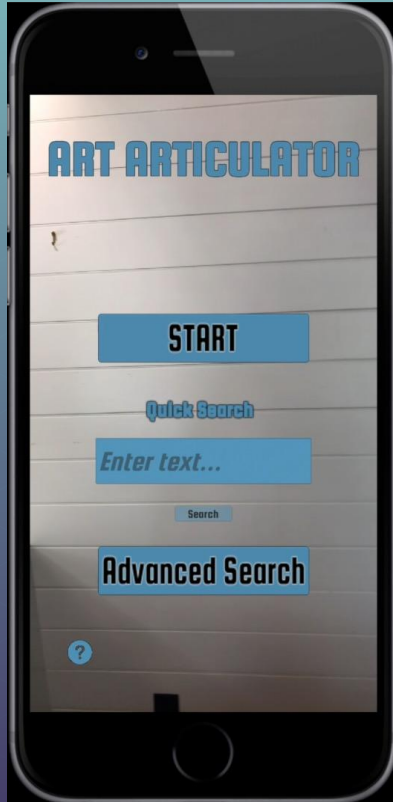 ART ARTICULATOR
START
Quick Search
Enter text...
Search
Advanced Search
?